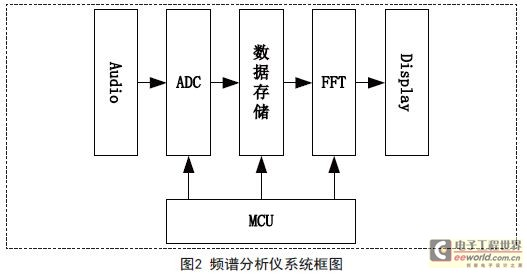 Audio
ADC
数据存储
FFT
Display
MCU
图2 频谱分析仪系统框图
电子工程世界
eeworld.com.cn